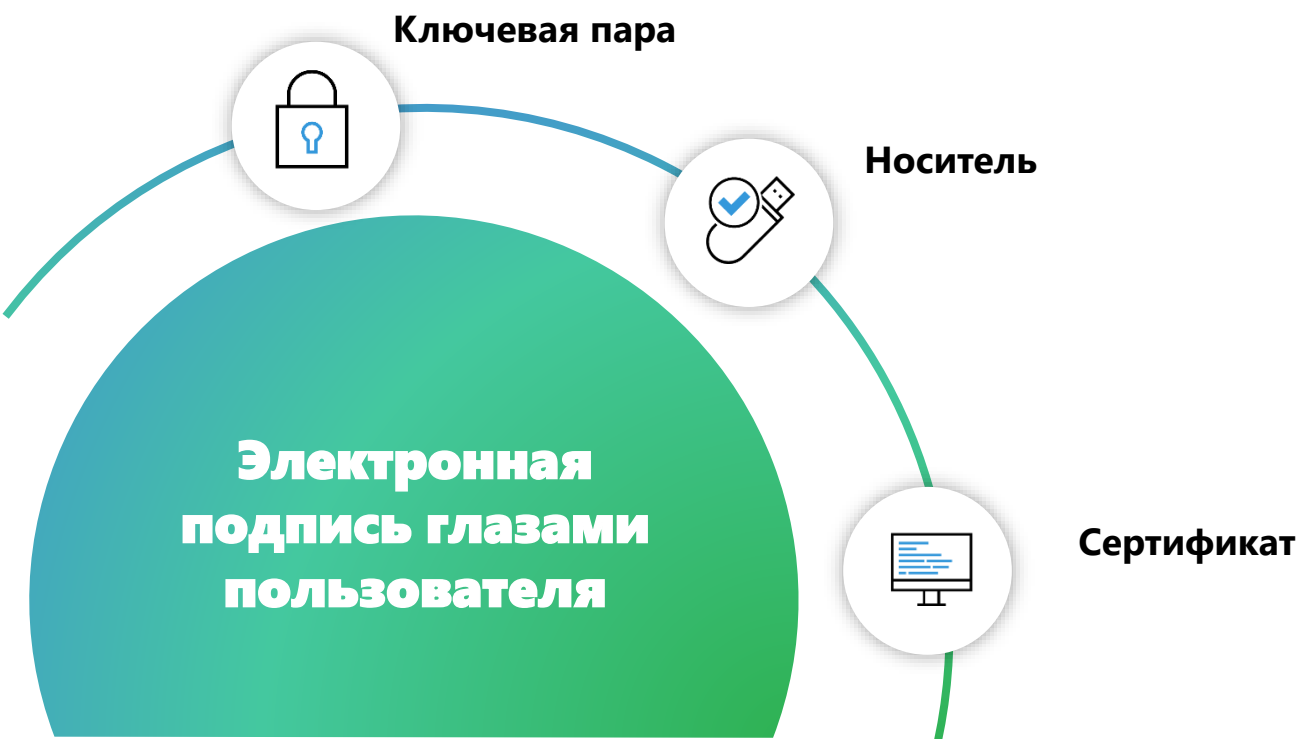 Ключевая пара
Носитель
Электронная
подпись глазами
пользователя
Сертификат